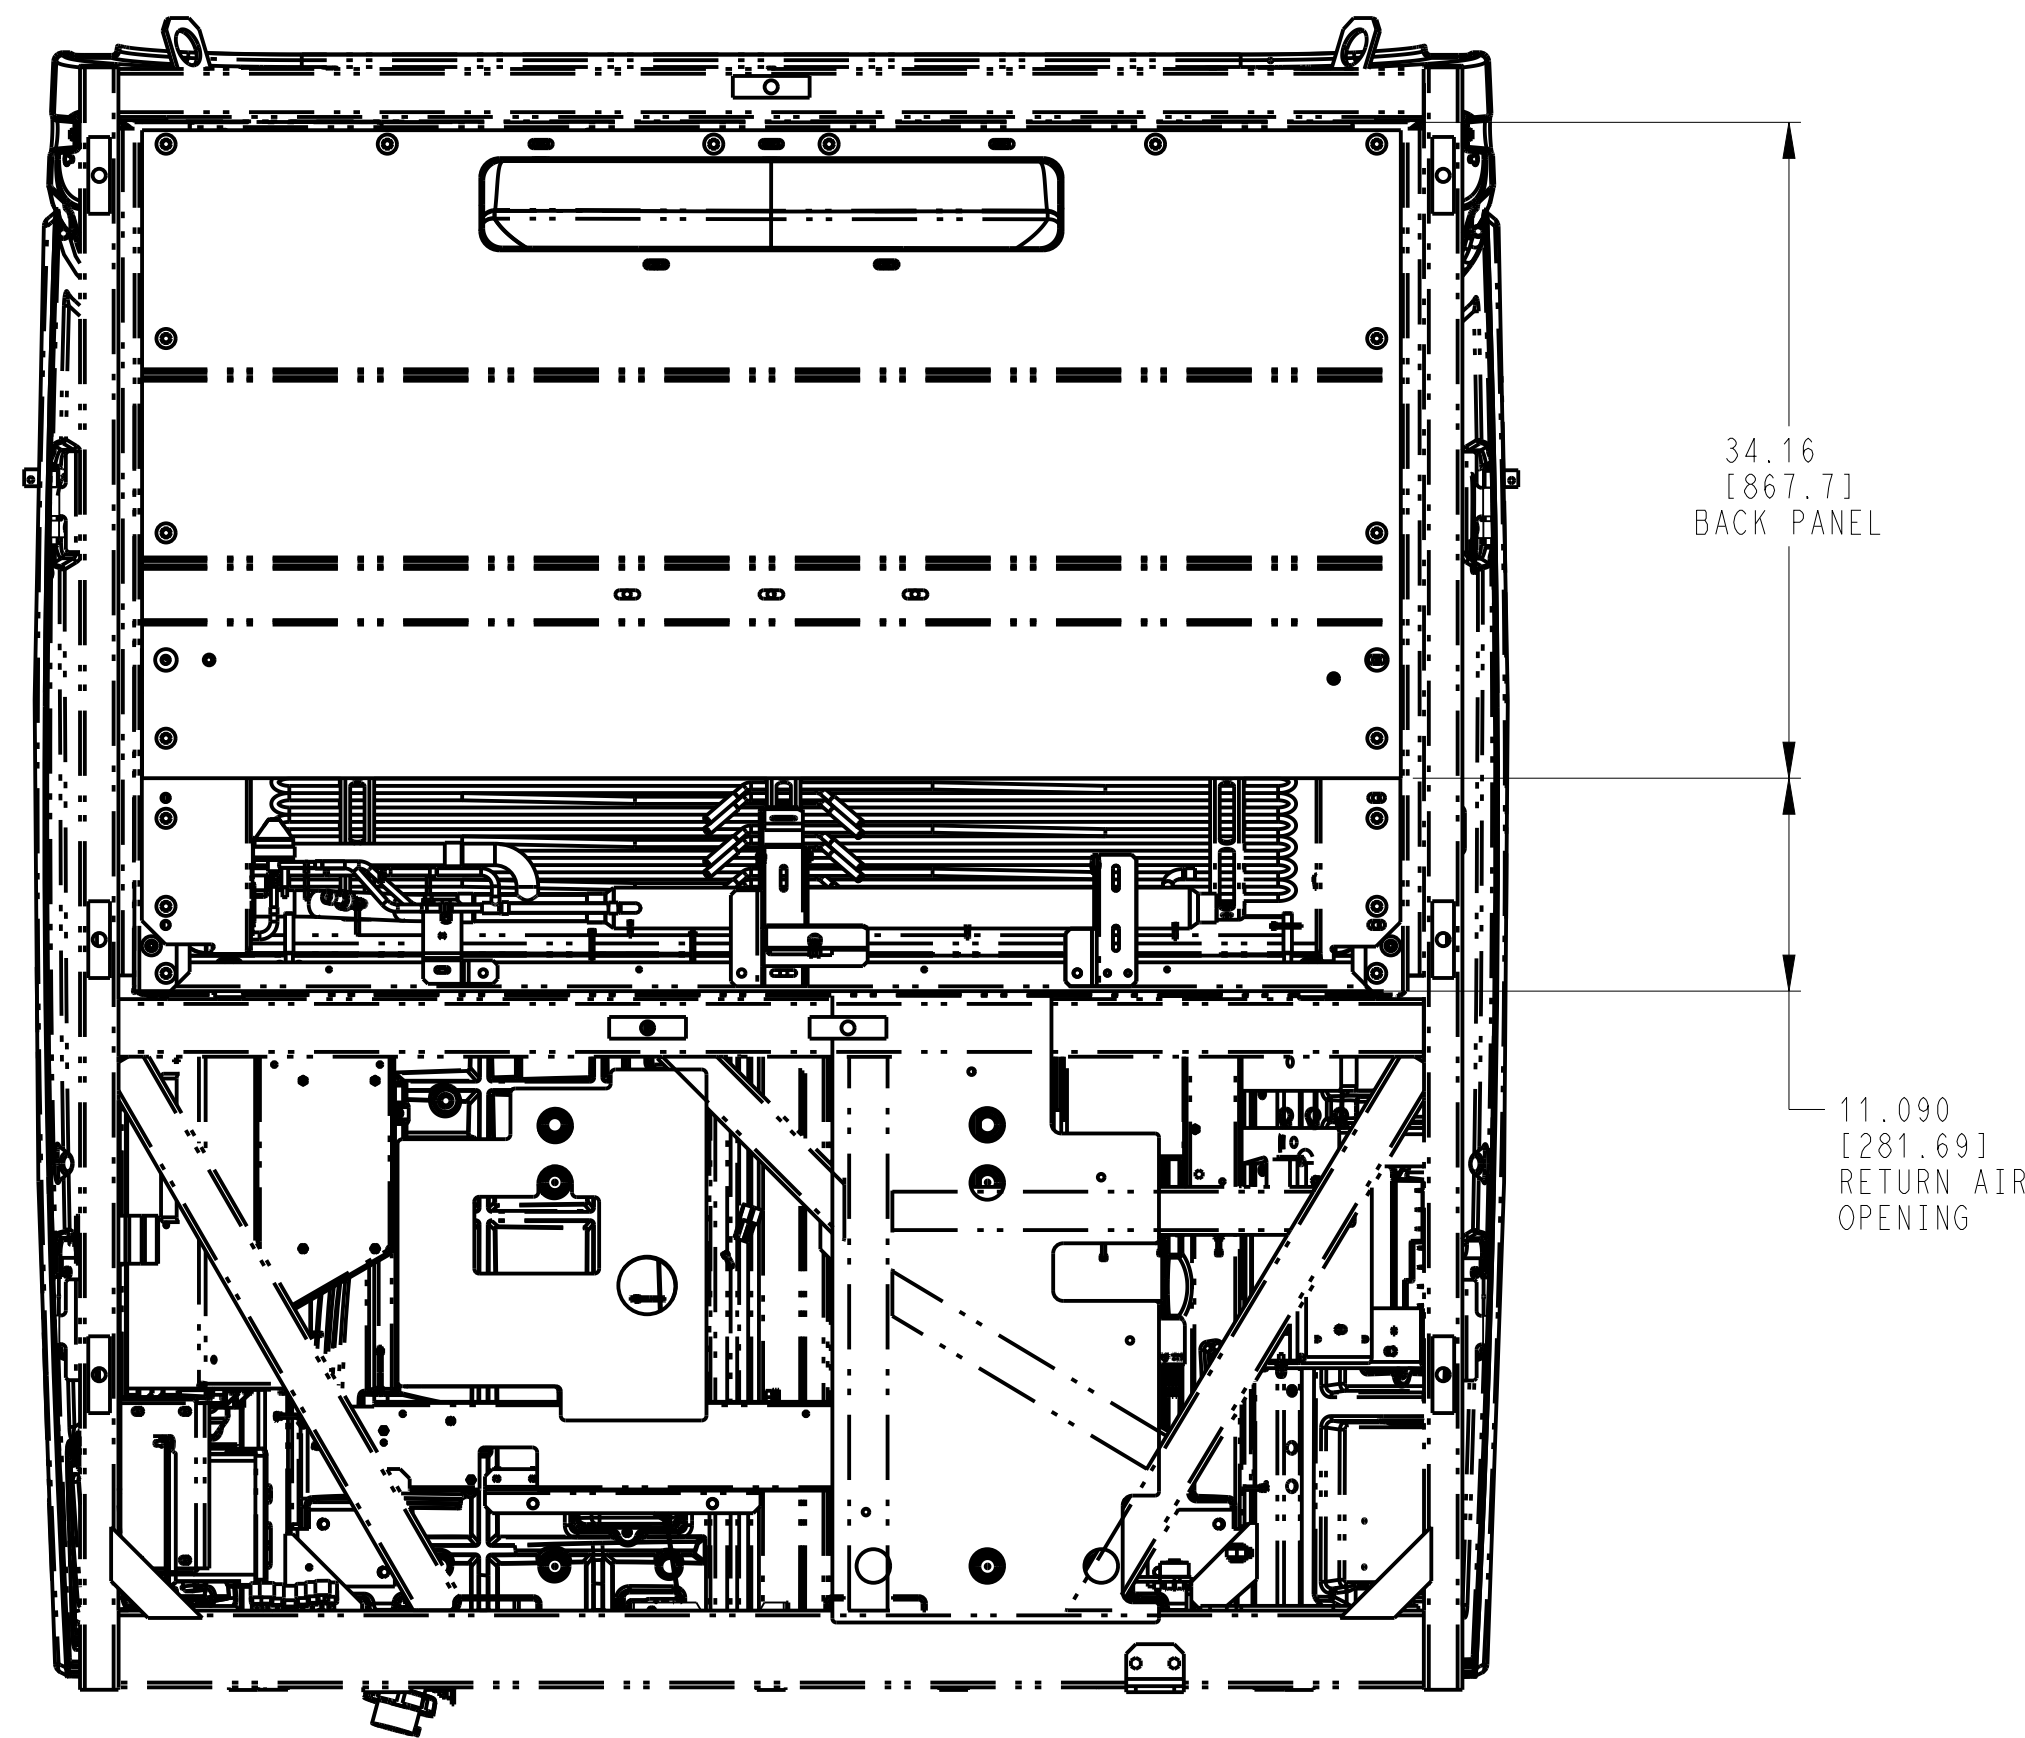 34.16
[867.7]
BACK PANEL
11.090
[281.69]
RETURN AIR
OPENING